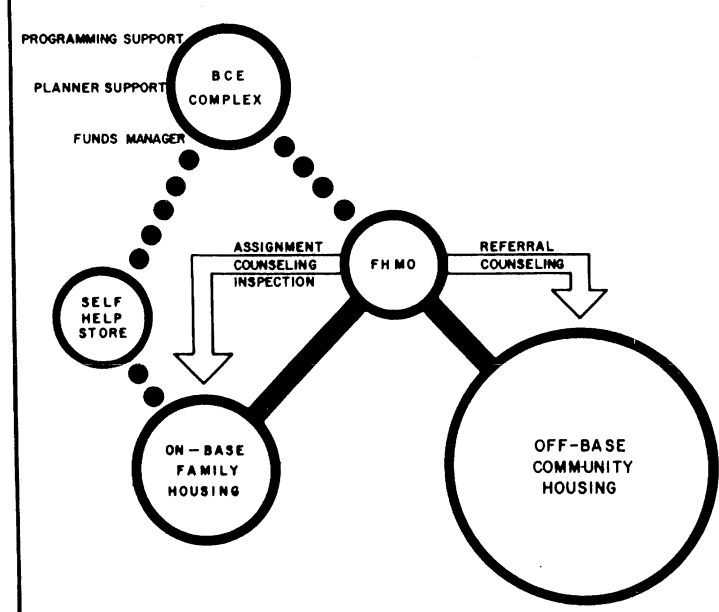 PROGRAMMING SUPPORT
PLANNER SUPPORT
FUNDS MANAGER
BCE
COMPLEX
ASSIGNMENT
COUNSELING
INSPECTION
FHMO
REFERRAL
COUNSELING
SELF
HELP
STORE
ON-BASE
FAMILY
HOUSING
OFF-BASE
COMMUNITY
HOUSING